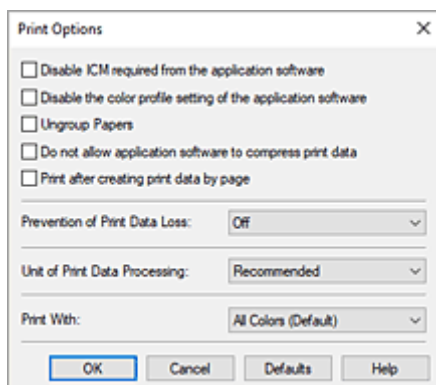 Print Options
Disable ICM required from the application software
Disable the color profile setting of the application software
Ungroup Papers
Do not allow application software to compress print data
Print after creating print data by page
Prevention of Print Data Loss: Off
Unit of Print Data Processing: Recommended
Print With: All Colors (Default)
OK Cancel Defaults Help